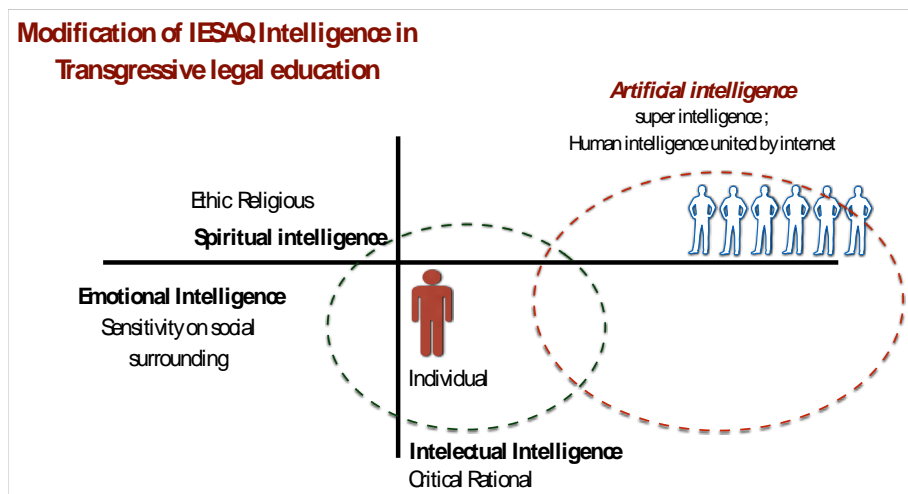 Modification of IESAQ Intelligence in
Transgressive legal education
Artificial intelligence
super intelligence ;
Human intelligence united by internet
Ethic Religious
Spiritual intelligence
Emotional Intelligence
Sensitivity on social
surrounding
Individual
Intelectual Intelligence
Critical Rational